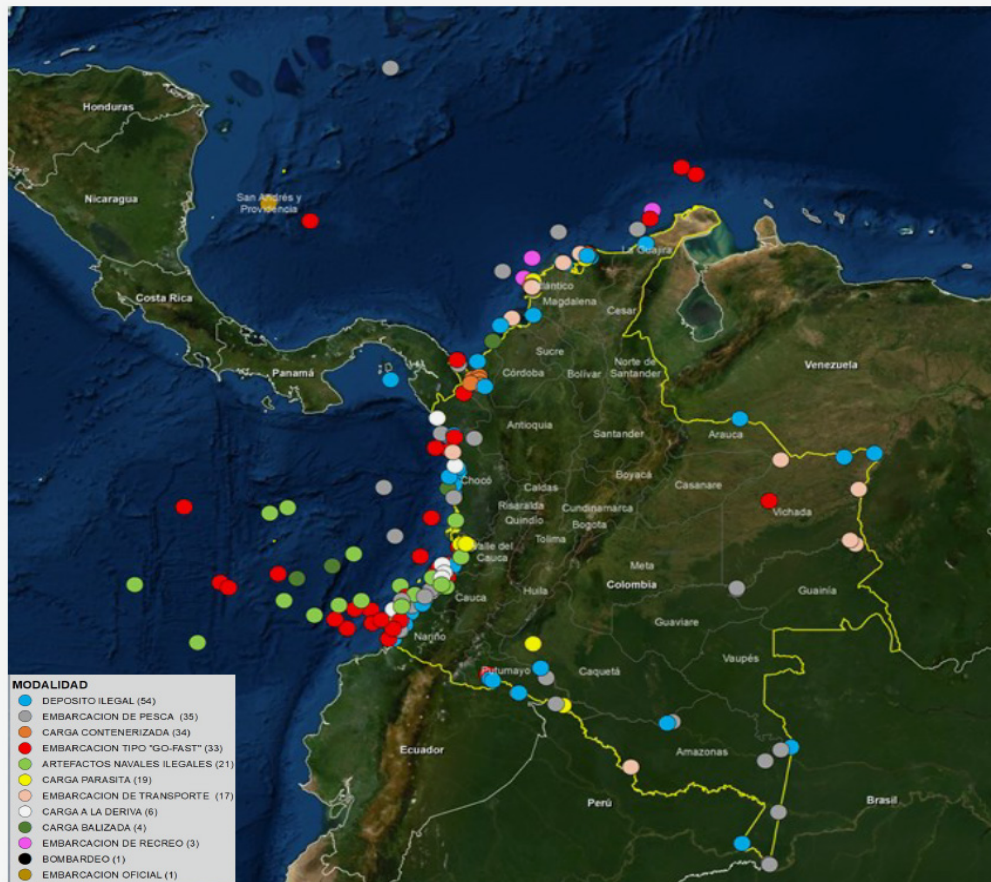 Honduras
Nicaragua
San Andrés y
Providencia
Costa Rica
Panamá
La Guajira
Atlántico
Magdalena
Cesar
Sucre
Córdoba
Bolívar
Norte de
Santander
Venezuela
Antioquia
Santander
Arauca
Chocó
Boyacá
Caldas
Casanare
Risaralda
Cundinamarca
Vichada
Quindío
Bogota
Tolima
Valle del
Cauca
Meta
Colombia
Huila
Cauca
Guainía
Guaviare
Nariño
Vaupés
Putumayo
Caquetá
Ecuador
Amazonas
Perú
Brasil
MODALIDAD
DEPOSITO ILEGAL (54)
EMBARCACION DE PESCA (35)
CARGA CONTENERIZADA (34)
EMBARCACION TIPO "GO-FAST" (33)
ARTEFACTOS NAVALES ILEGALES (21)
CARGA PARASITA (19)
EMBARCACION DE TRANSPORTE (17)
CARGA A LA DERIVA (6)
CARGA BALIZADA (4)
EMBARCACION DE RECREO (3)
BOMBARDEO (1)
EMBARCACION OFICIAL (1)